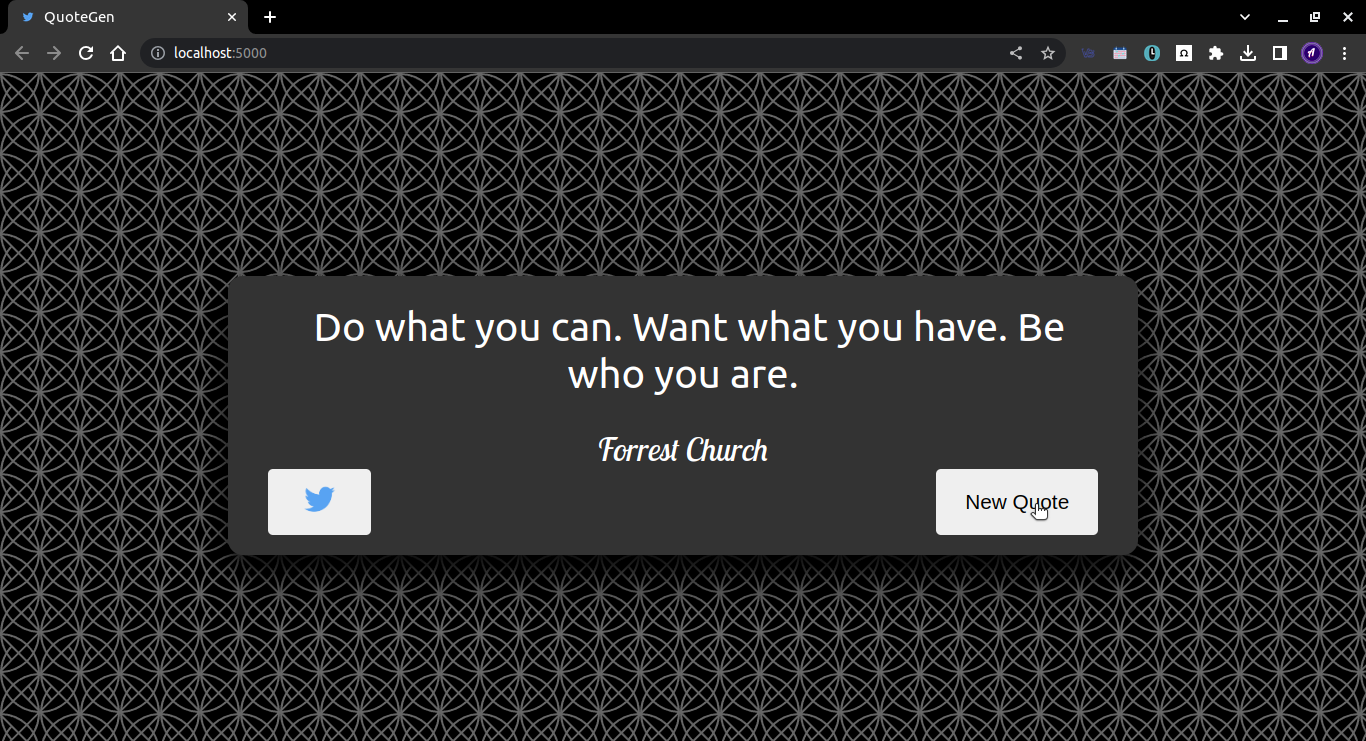 QuoteGen
localhost:5000
Do what you can. Want what you have. Be
who you are.
Forrest Church
New Quote